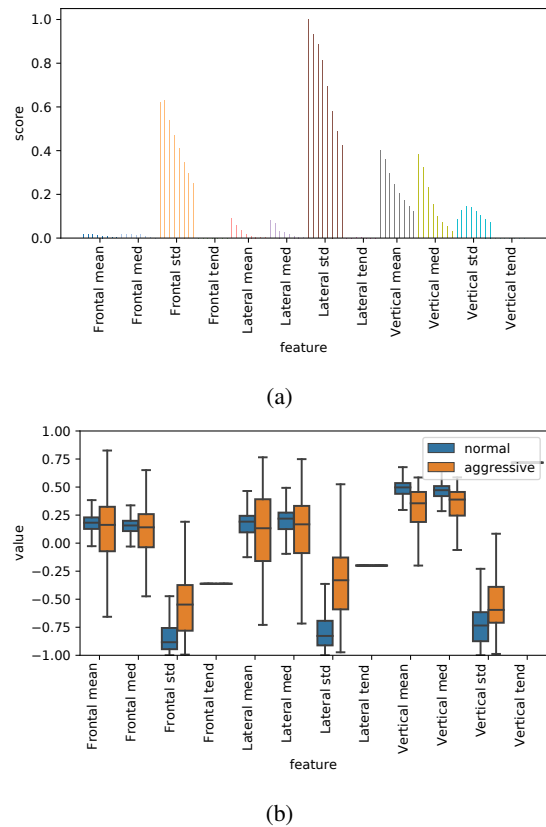 1.0
0.8
0.6
0.4
0.2
0.0
score
Frontal mean
Frontal med
Frontal std
Frontal tend
Lateral mean
Lateral med
Lateral std
Lateral tend
Vertical mean
Vertical med
Vertical std
Vertical tend
feature
(a)
1.00
0.75
0.50
0.25
0.00
−0.25
−0.50
−0.75
−1.00
value
normal
aggressive
Frontal mean
Frontal med
Frontal std
Frontal tend
Lateral mean
Lateral med
Lateral std
Lateral tend
Vertical mean
Vertical med
Vertical std
Vertical tend
feature
(b)